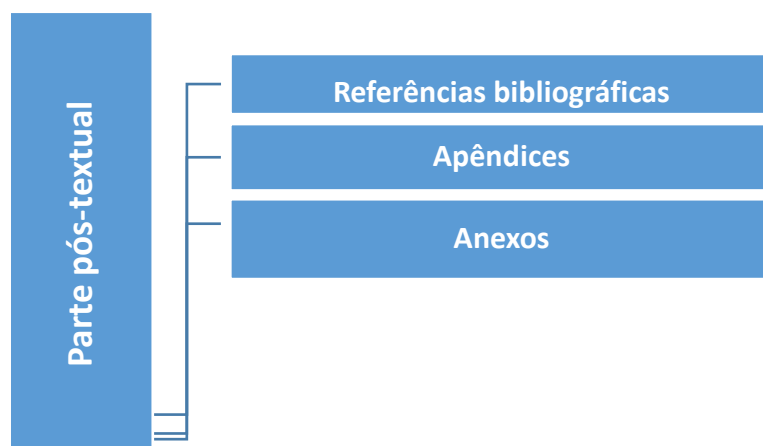 Parte pós-textual
Referências bibliográficas
Apêndices
Anexos